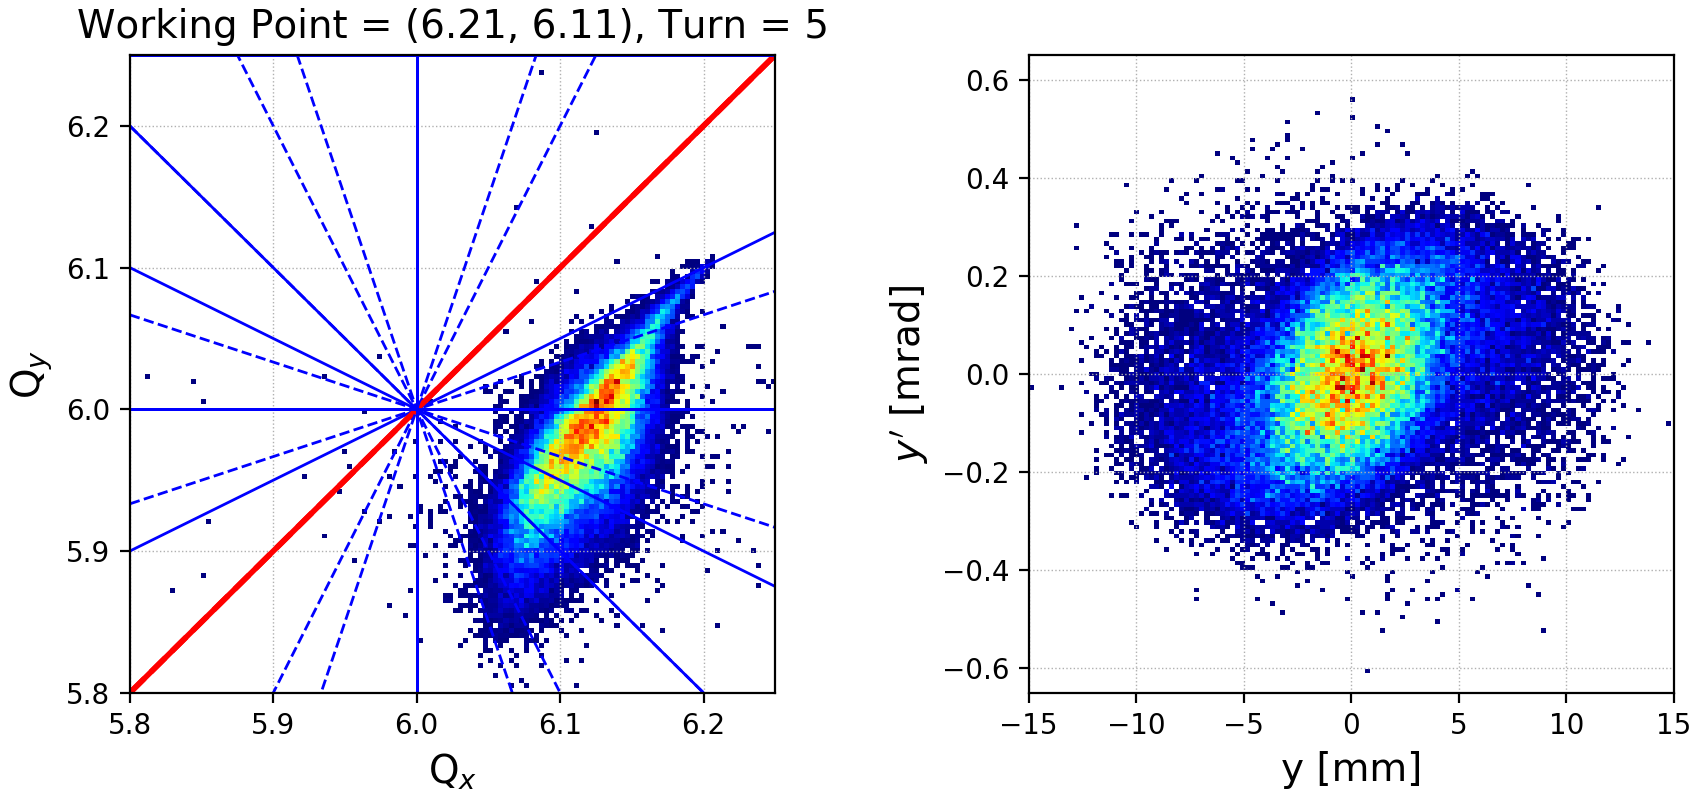 Working Point = (6.21, 6.11), Turn = 5
6.2
6.1
6.0
5.9
5.8
Q_y
5.8 5.9 6.0 6.1 6.2
Q_x
0.6
0.4
0.2
0.0
−0.2
−0.4
−0.6
y′ [mrad]
−15 −10 −5 0 5 10 15
y [mm]